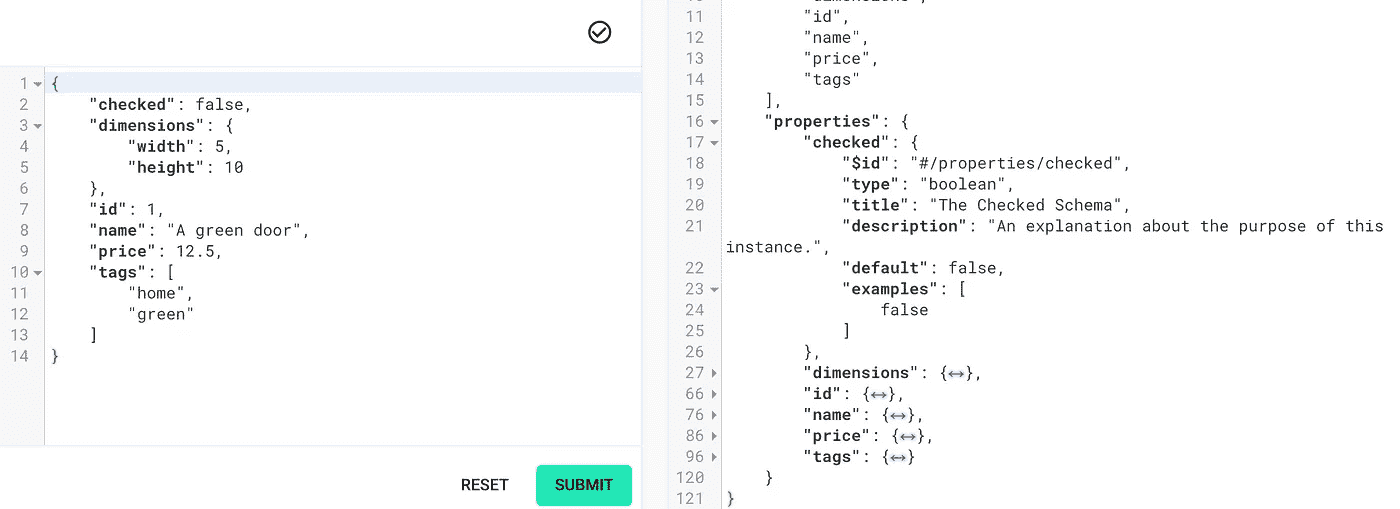 1 {
2 "checked": false,
3 "dimensions": {
4 "width": 5,
5 "height": 10
6 },
7 "id": 1,
8 "name": "A green door",
9 "price": 12.5,
10 "tags": [
11 "home",
12 "green"
13 ]
14 }
RESET SUBMIT
11 "id",
12 "name",
13 "price",
14 "tags"
15 ],
16 "properties": {
17 "checked": {
18 "$id": "#/properties/checked",
19 "type": "boolean",
20 "title": "The Checked Schema",
21 "description": "An explanation about the purpose of this
instance.",
22 "default": false,
23 "examples": [
24 false
25 ]
26 },
27 "dimensions": {↔},
66 "id": {↔},
76 "name": {↔},
86 "price": {↔},
96 "tags": {↔}
120 }
121 }